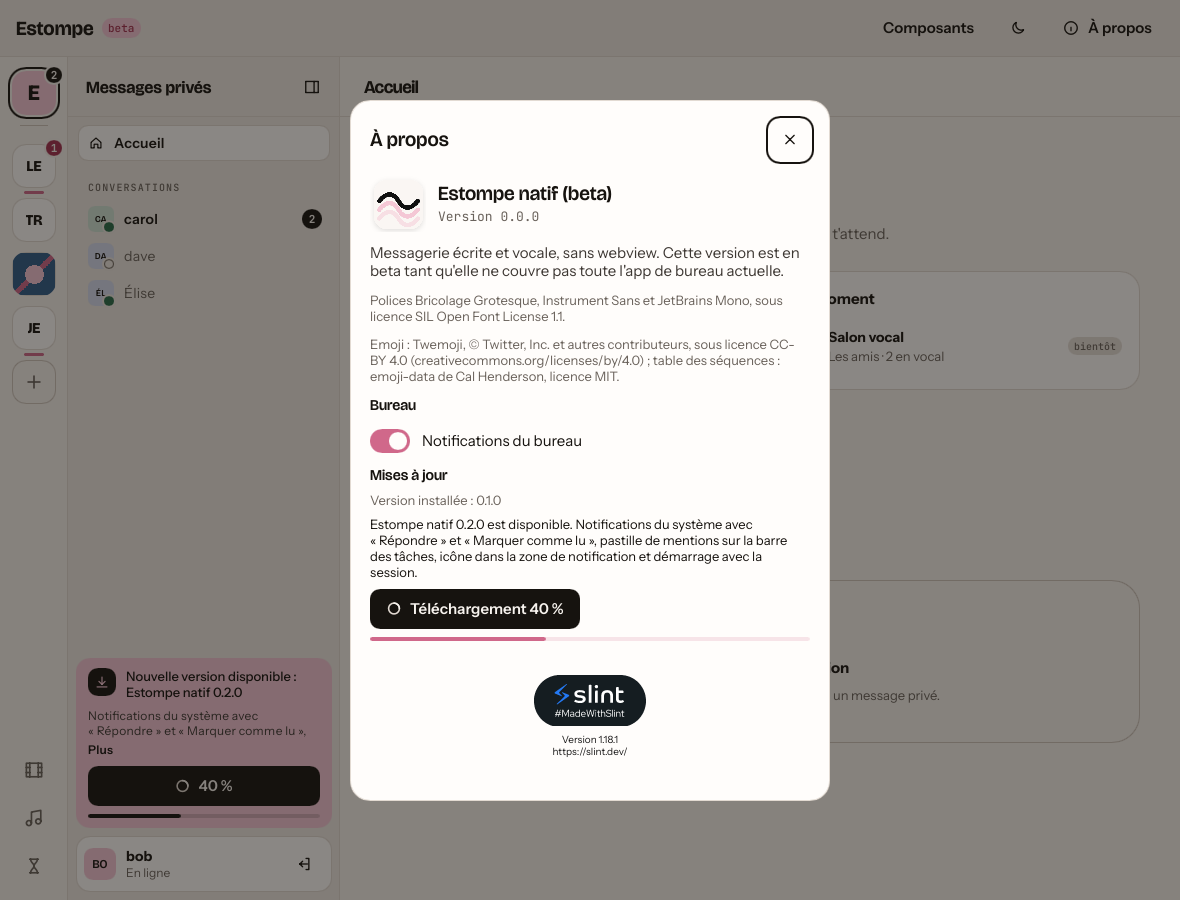 Estompe beta
Composants
À propos
E
2
LE
1
TR
JE
Messages privés
Accueil
CONVERSATIONS
CA carol 2
DA dave
ÉL Élise
Nouvelle version disponible :
Estompe natif 0.2.0
Notifications du système avec
« Répondre » et « Marquer comme lu »,
Plus
40 %
BO
bob
En ligne
Accueil
À propos
Estompe natif (beta)
Version 0.0.0
Messagerie écrite et vocale, sans webview. Cette version est en
beta tant qu'elle ne couvre pas toute l'app de bureau actuelle.
Polices Bricolage Grotesque, Instrument Sans et JetBrains Mono, sous
licence SIL Open Font License 1.1.
Emoji : Twemoji, © Twitter, Inc. et autres contributeurs, sous licence CC-
BY 4.0 (creativecommons.org/licenses/by/4.0) ; table des séquences :
emoji-data de Cal Henderson, licence MIT.
Bureau
Notifications du bureau
Mises à jour
Version installée : 0.1.0
Estompe natif 0.2.0 est disponible. Notifications du système avec
« Répondre » et « Marquer comme lu », pastille de mentions sur la barre
des tâches, icône dans la zone de notification et démarrage avec la
session.
Téléchargement 40 %
slint
#MadeWithSlint
Version 1.18.1
https://slint.dev/
t'attend.
oment
Salon vocal
Les amis · 2 en vocal
bientôt
on
un message privé.